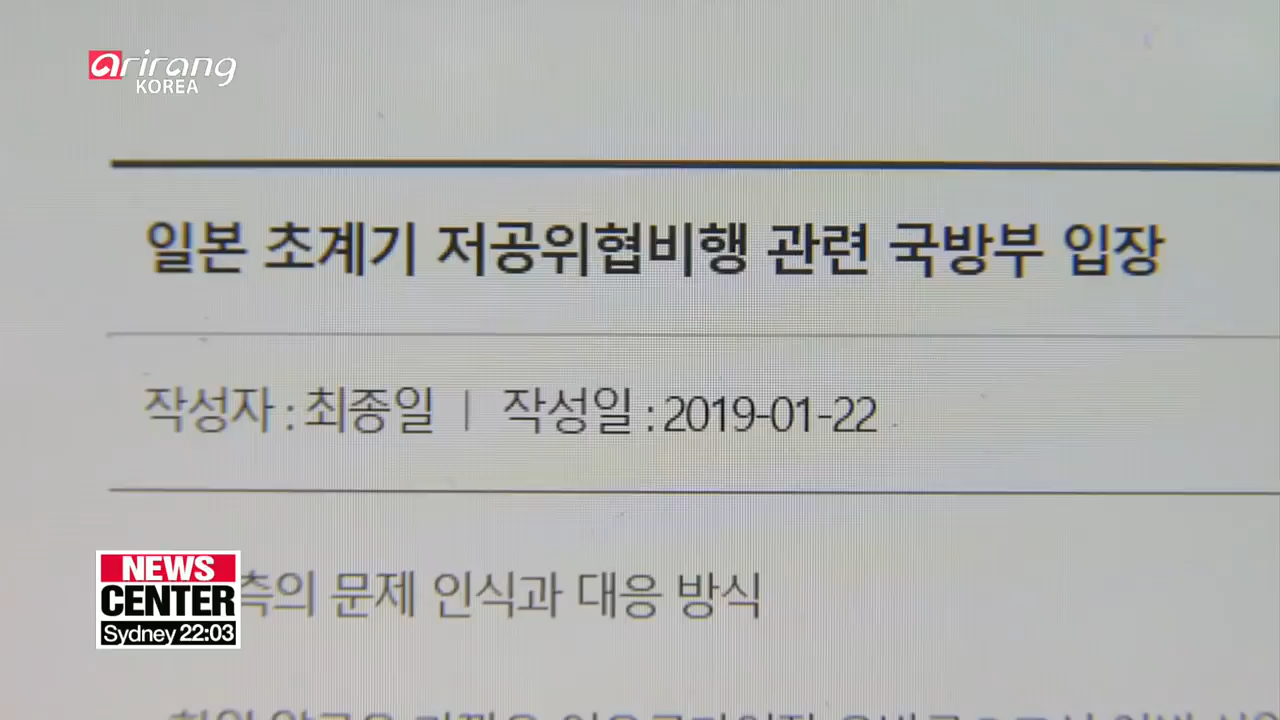 arirang
KOREA
일본 초계기 저공위협비행 관련 국방부 입장
작성자 : 최종일 | 작성일 : 2019-01-22
측의 문제 인식과 대응 방식
NEWS
CENTER
Sydney 22:03